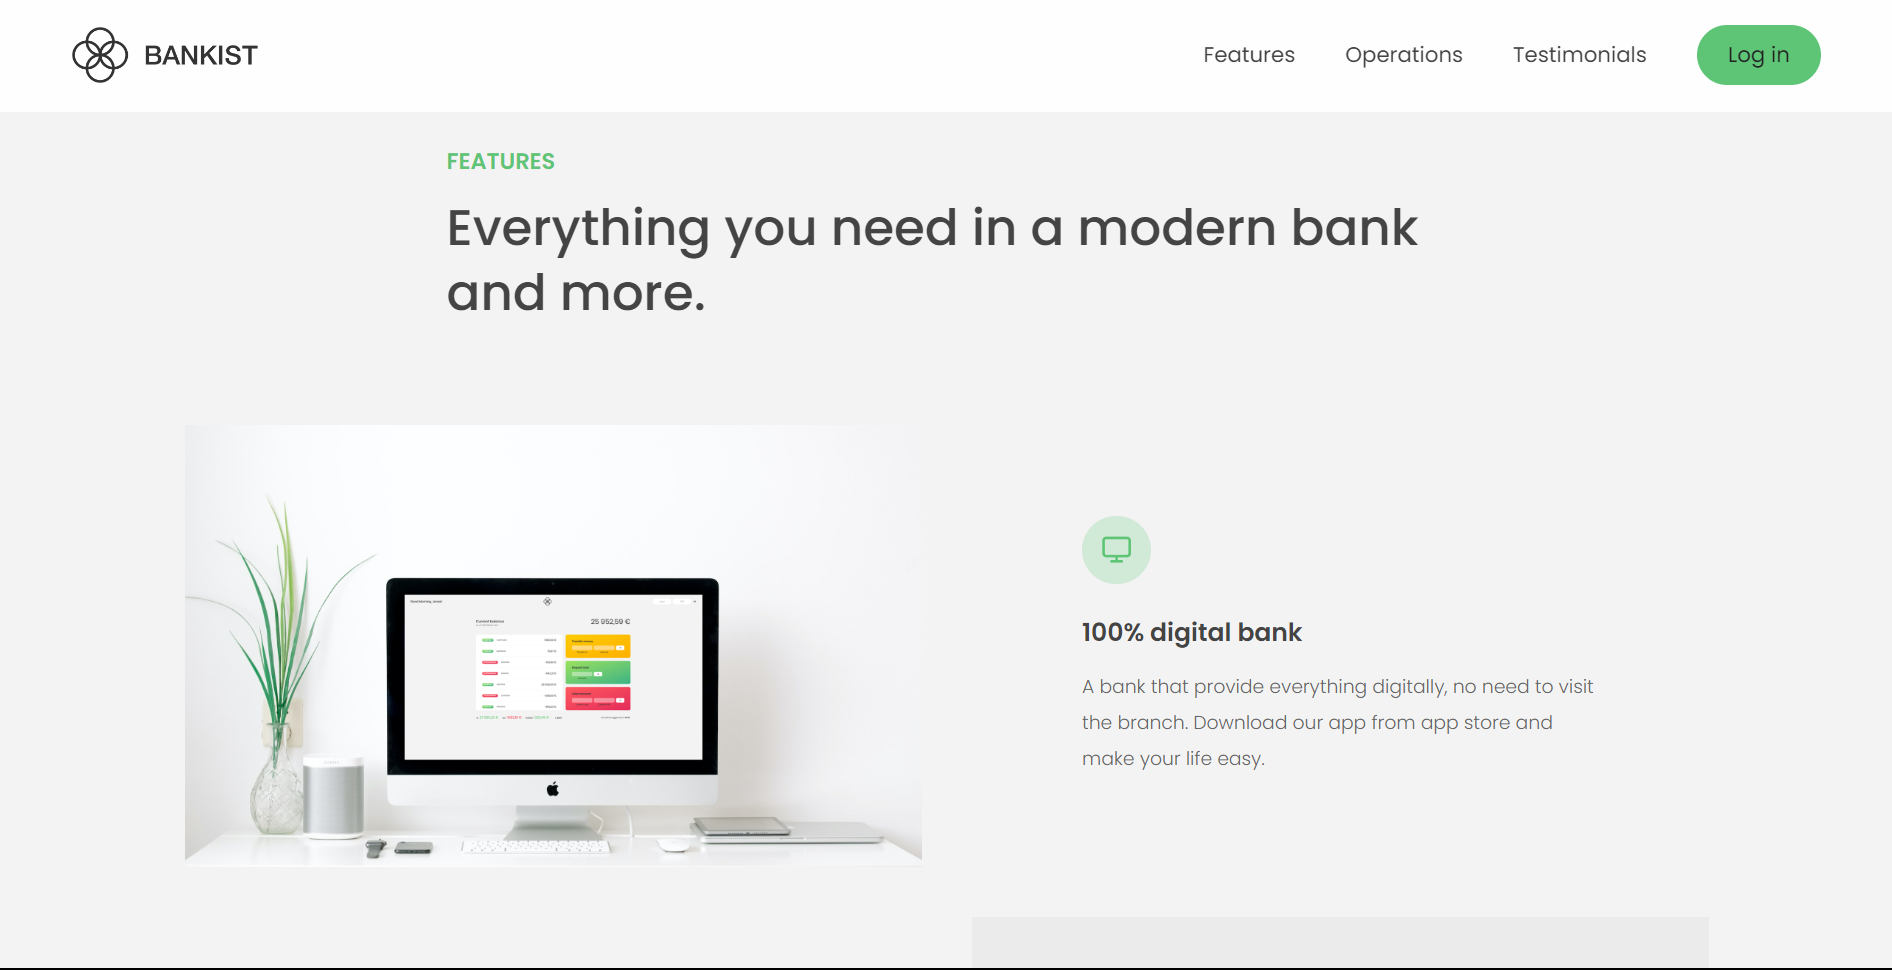 BANKIST
Features
Operations
Testimonials
Log in
FEATURES
Everything you need in a modern bank
and more.
25 952,59 €
100% digital bank
A bank that provide everything digitally, no need to visit
the branch. Download our app from app store and
make your life easy.